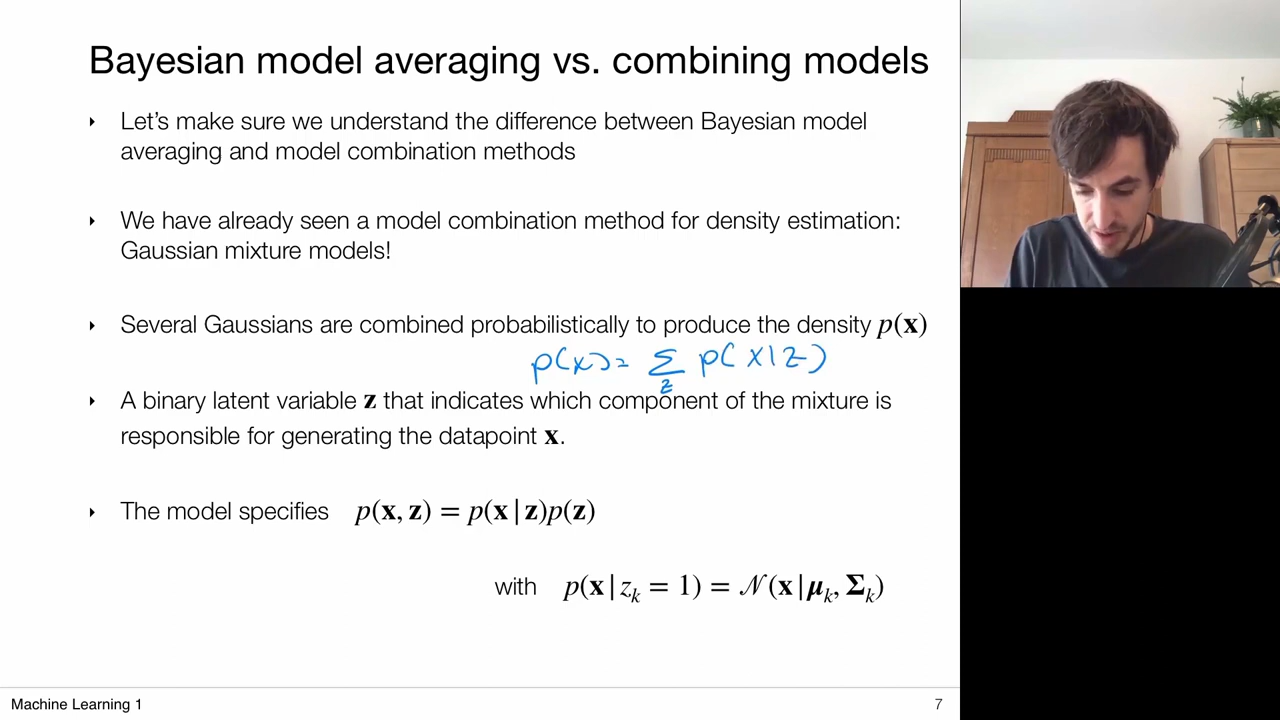 Bayesian model averaging vs. combining models
‣ Let's make sure we understand the difference between Bayesian model
averaging and model combination methods
‣ We have already seen a model combination method for density estimation:
Gaussian mixture models!
‣ Several Gaussians are combined probabilistically to produce the density p(x)
p(x) = Σ_z p(x|z)
‣ A binary latent variable z that indicates which component of the mixture is
responsible for generating the datapoint x.
‣ The model specifies p(x, z) = p(x | z)p(z)
with p(x | z_k = 1) = 𝒩(x | μ_k, Σ_k)
Machine Learning 1 7